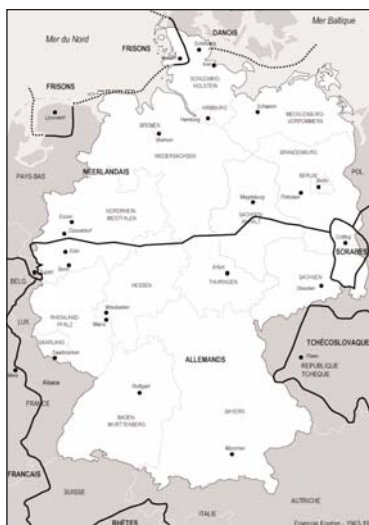 Mer du Nord
Mer Baltique
FRISONS
DANOIS
SCHLESWIG-
HOLSTEIN
FRISONS
HAMBURG
Hamburg
Schwerin
MECKLENBURG-
VORPOMMERN
BREMEN
Bremen
NIEDERSACHSEN
BRANDENBURG
PAYS-BAS
NÉERLANDAIS
BERLIN
Berlin
POL.
Potsdam
Magdeburg
SACHSEN-
ANHALT
NORDRHEIN-
WESTFALEN
Essen
Düsseldorf
Cottbus
SORABES
Köln
Bonn
BELG.
HESSEN
Erfurt
THÜRINGEN
SACHSEN
Dresden
Wiesbaden
Mainz
LUX.
RHEINLAND-
PFALZ
SAARLAND
Saarbrücken
TCHÉCOSLOVAQUE
ALLEMANDS
RÉPUBLIQUE
TCHÈQUE
Alsace
FRANCE
Stuttgart
BADEN-
WÜRTTEMBERG
BAYERN
München
FRANÇAIS
SUISSE
AUTRICHE
RHÈTES
ITALIE